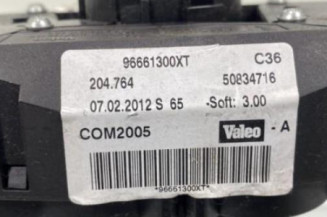 96661300XT C36
204.764 50834716
07.02.2012 S 65 -Soft: 3.00
COM2005 Valeo - A
*96661300XT*